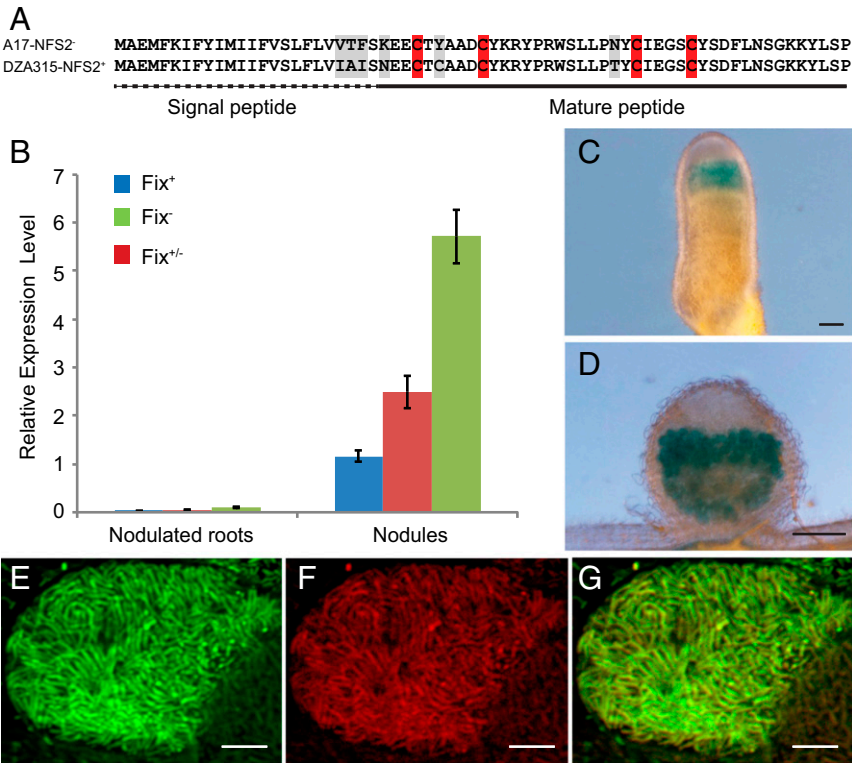 A
A17-NFS2⁻ MAEMFKIFYIMIIFVSLFLVVTFSKEECTYAADCYKRYPRWSLLPNYCIEGSCYSDFLNSGKKYLSP
DZA315-NFS2⁺ MAEMFKIFYIMIIFVSLFLVIAISNEECTCAADCYKRYPRWSLLPTYCIEGSCYSDFLNSGKKYLSP
Signal peptide Mature peptide
B
7
6
5
4
3
2
1
0
Relative Expression Level
Fix⁺
Fix⁻
Fix⁺/⁻
Nodulated roots Nodules
C
D
E F G